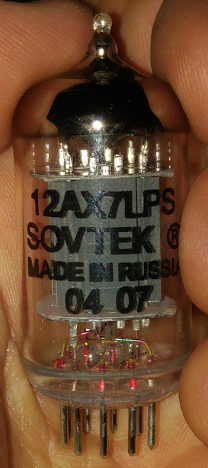 12AX7LPS
SOVTEK ®
MADE IN RUSSIA
04 07